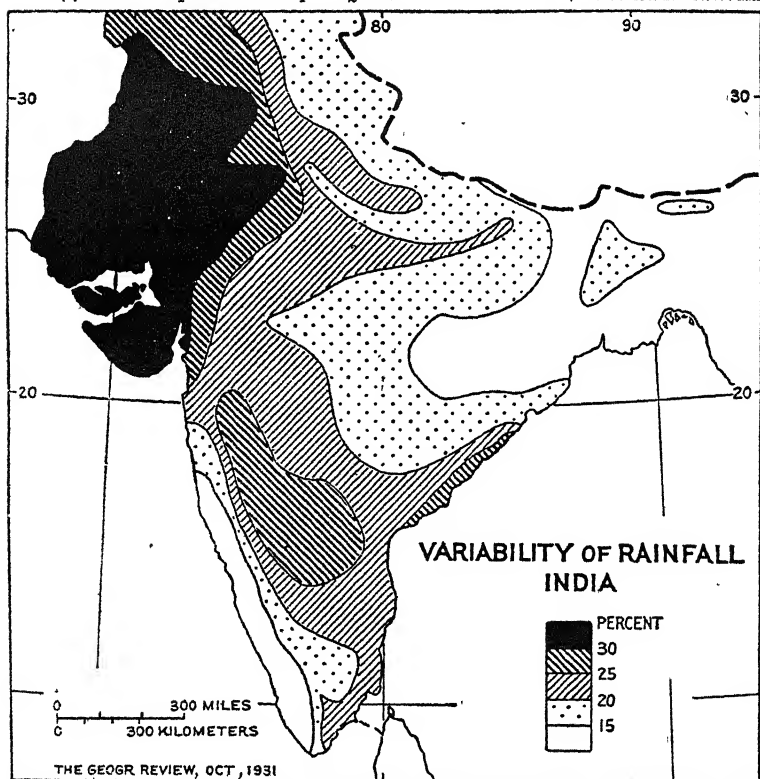 80 90
30 30
20 20
VARIABILITY OF RAINFALL
INDIA
PERCENT
30
25
20
15
0 300 MILES
0 300 KILOMETERS
THE GEOGR REVIEW, OCT, 1931